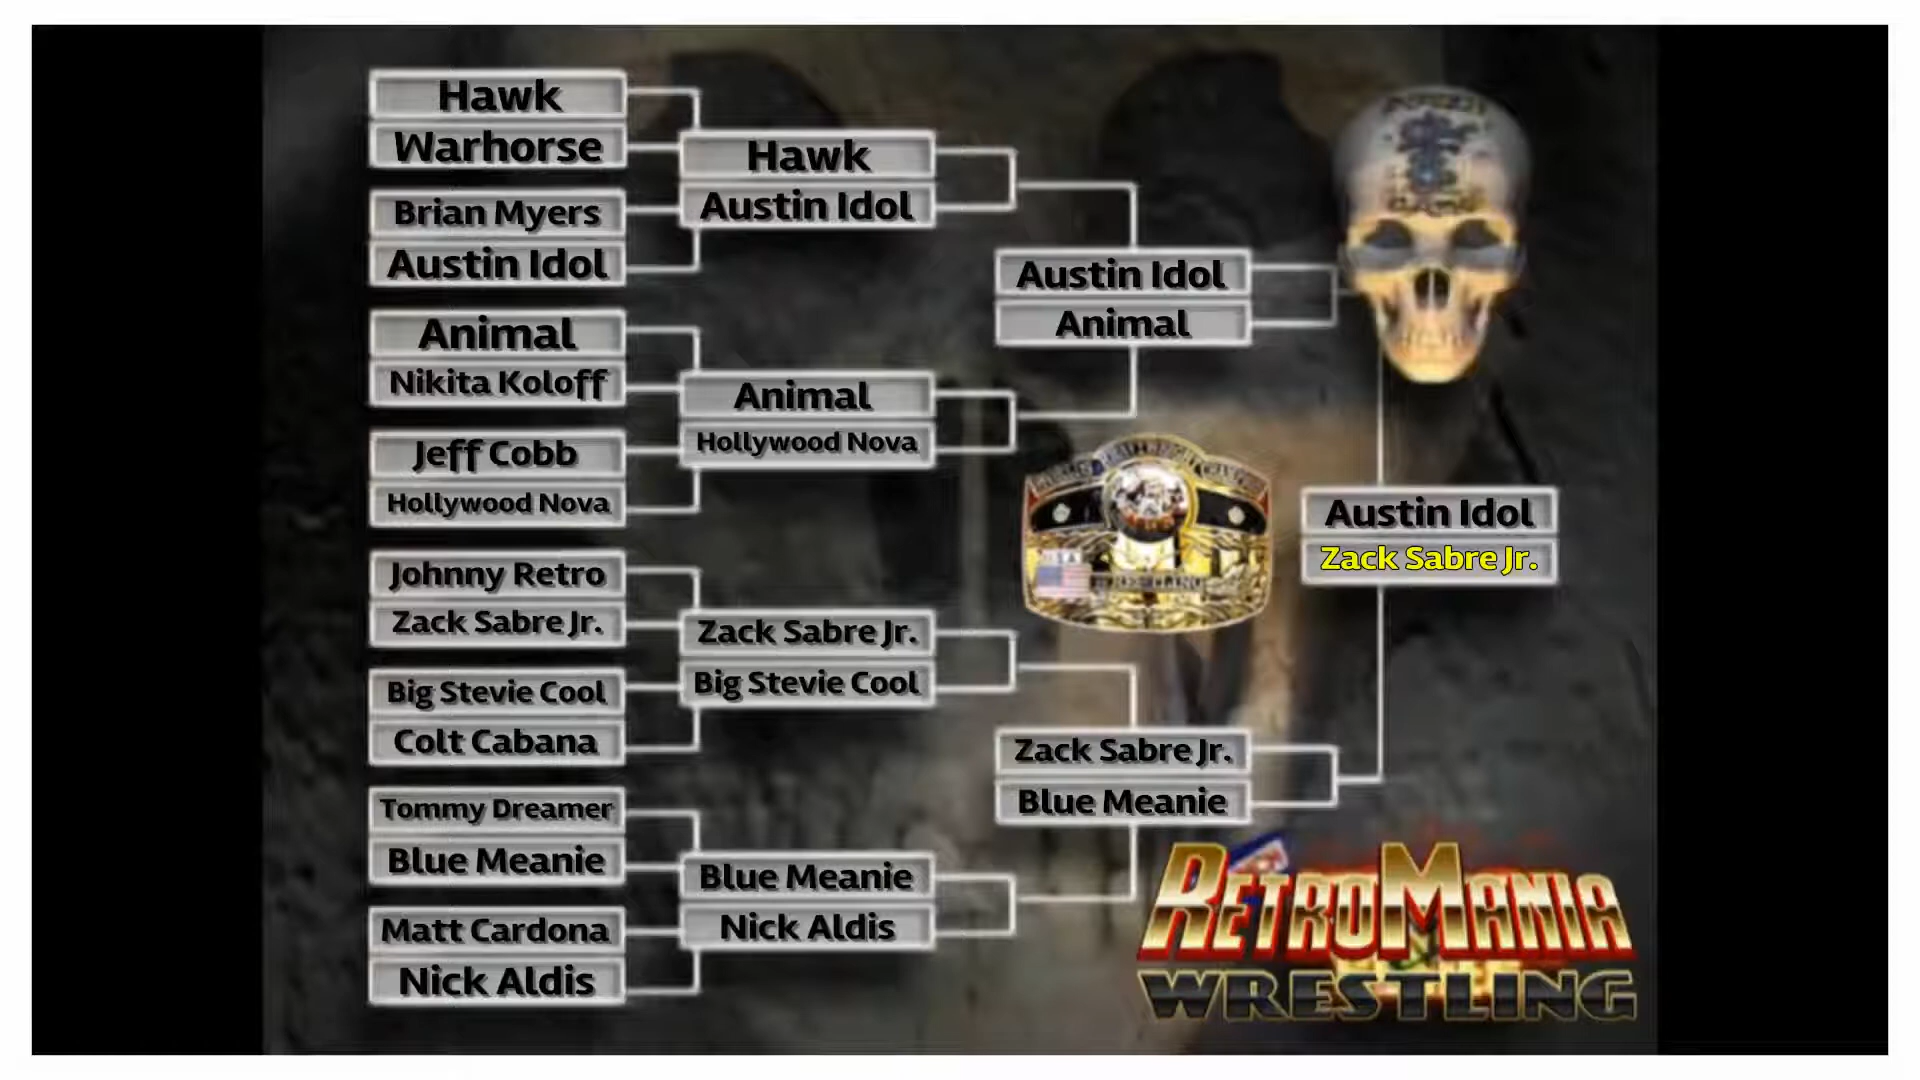 Hawk
Warhorse
Brian Myers
Austin Idol
Animal
Nikita Koloff
Jeff Cobb
Hollywood Nova
Johnny Retro
Zack Sabre Jr.
Big Stevie Cool
Colt Cabana
Tommy Dreamer
Blue Meanie
Matt Cardona
Nick Aldis
Hawk
Austin Idol
Animal
Hollywood Nova
Zack Sabre Jr.
Big Stevie Cool
Blue Meanie
Nick Aldis
Austin Idol
Animal
Zack Sabre Jr.
Blue Meanie
Austin Idol
Zack Sabre Jr.
RETROMANIA
WRESTLING